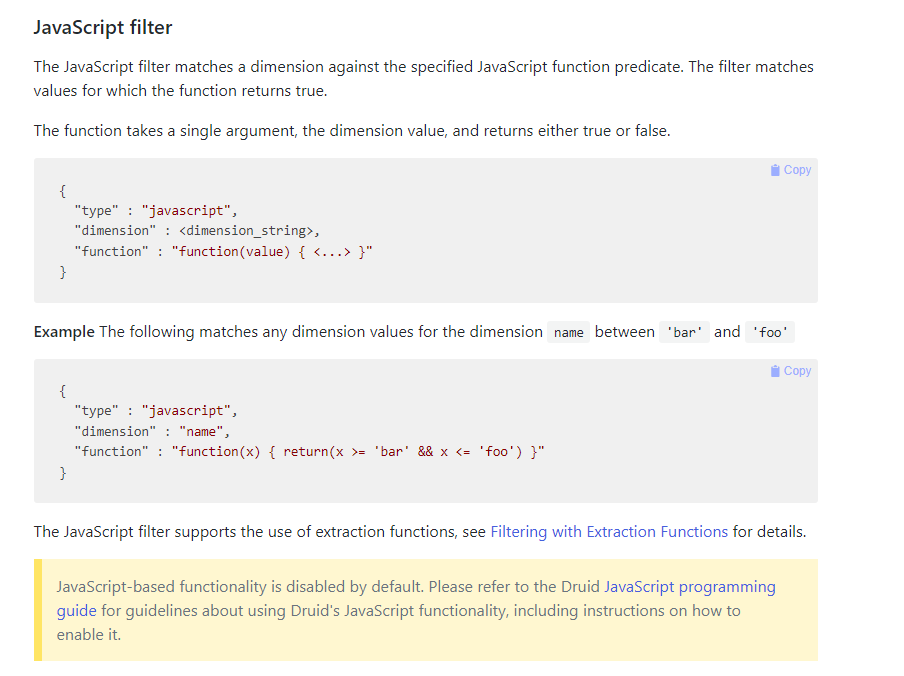 JavaScript filter
The JavaScript filter matches a dimension against the specified JavaScript function predicate. The filter matches
values for which the function returns true.
The function takes a single argument, the dimension value, and returns either true or false.
Copy
{
  "type" : "javascript",
  "dimension" : <dimension_string>,
  "function" : "function(value) { <...> }"
}
Example The following matches any dimension values for the dimension name between 'bar' and 'foo'
Copy
{
  "type" : "javascript",
  "dimension" : "name",
  "function" : "function(x) { return(x >= 'bar' && x <= 'foo') }"
}
The JavaScript filter supports the use of extraction functions, see Filtering with Extraction Functions for details.
JavaScript-based functionality is disabled by default. Please refer to the Druid JavaScript programming
guide for guidelines about using Druid's JavaScript functionality, including instructions on how to
enable it.